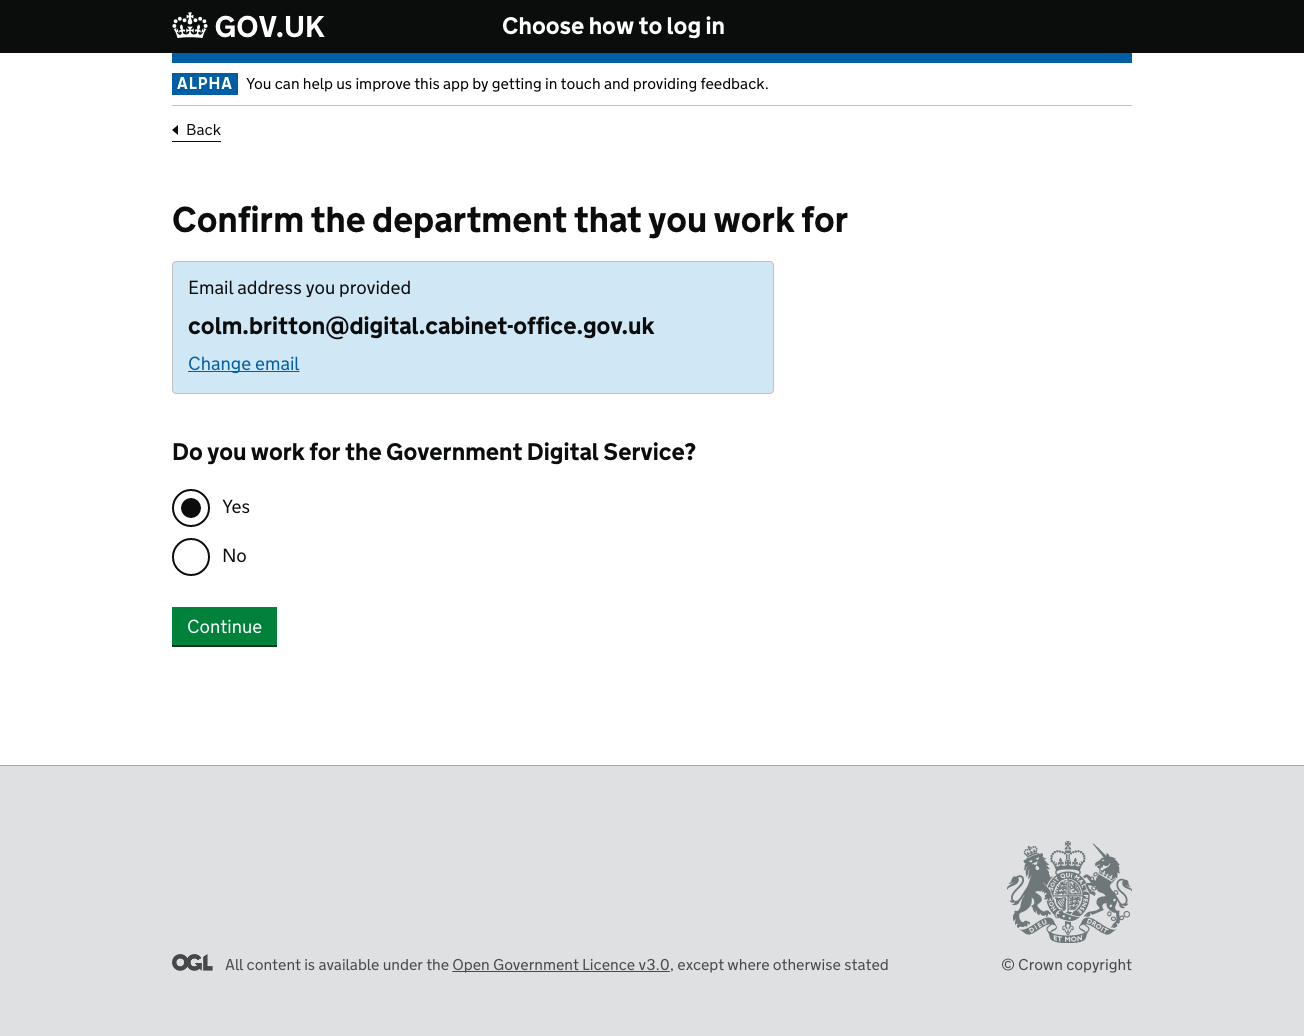 GOV.UK
Choose how to log in
ALPHA You can help us improve this app by getting in touch and providing feedback.
Back
Confirm the department that you work for
Email address you provided
colm.britton@digital.cabinet-office.gov.uk
Change email
Do you work for the Government Digital Service?
Yes
No
Continue
DIEU ET MON DROIT
OGL All content is available under the Open Government Licence v3.0, except where otherwise stated
© Crown copyright